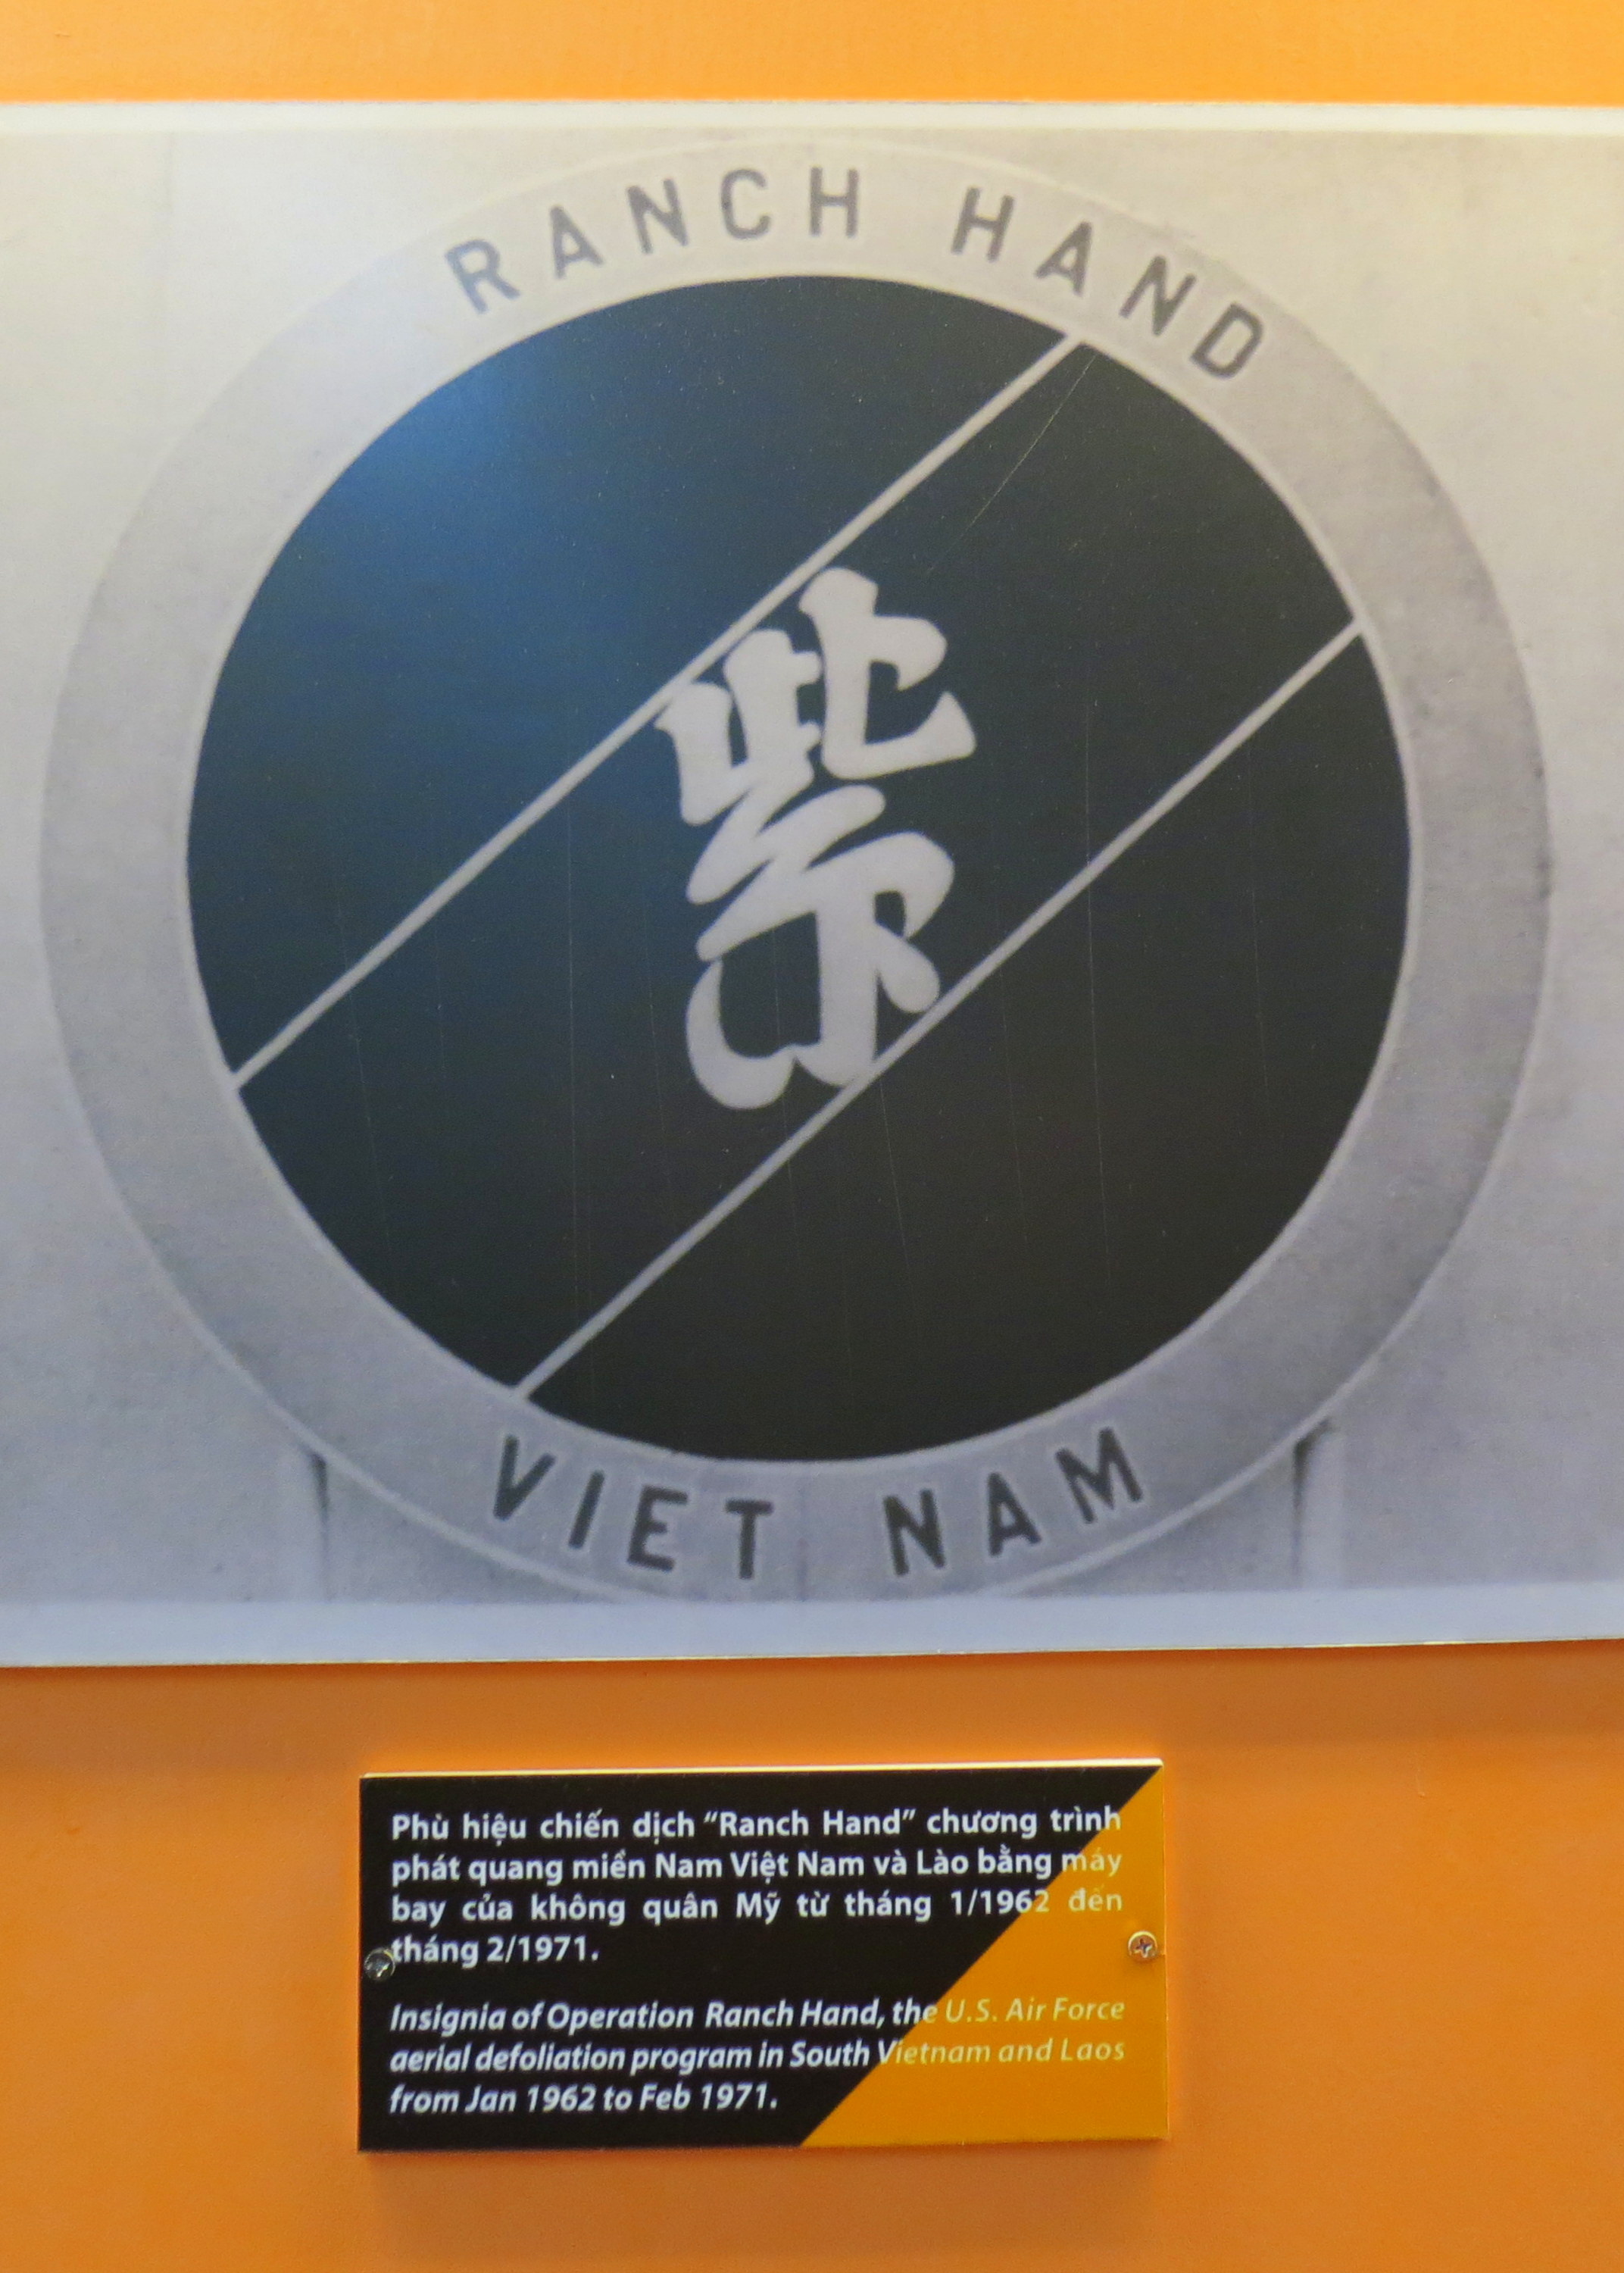 RANCH HAND
紫
VIET NAM
Phù hiệu chiến dịch “Ranch Hand” chương trình
phát quang miền Nam Việt Nam và Lào bằng máy
bay của không quân Mỹ từ tháng 1/1962 đến
tháng 2/1971.
Insignia of Operation Ranch Hand, the U.S. Air Force
aerial defoliation program in South Vietnam and Laos
from Jan 1962 to Feb 1971.